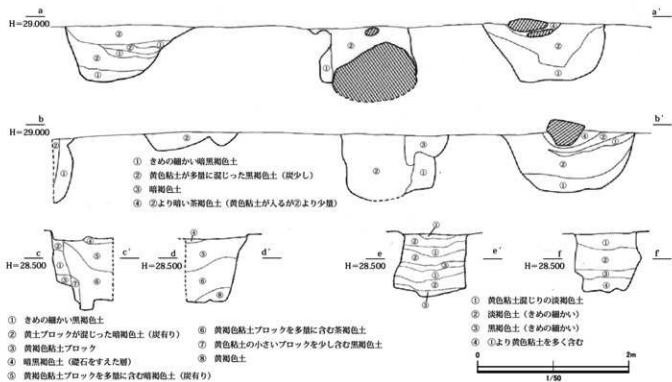 a
a'
H=29.000
b
b'
H=29.000
① きめの細かい暗黒褐色土
② 黄色粘土が多量に混じった黒褐色土（炭少し）
③ 暗褐色土
④ ②より暗い茶褐色土（黄色粘土が入るが②より少量）
c
c'
d
d'
e
e'
f
f'
H=28.500
H=28.500
H=28.500
H=28.500
① きめの細かい黒褐色土
② 黄土ブロックが混じった暗褐色土（炭有り）
③ 黄褐色粘土ブロック
④ 暗黒褐色土（礎石をすえた層）
⑤ 黄褐色粘土ブロックを多量に含む暗褐色土（炭有り）
⑥ 黄褐色粘土ブロックを多量に含む茶褐色土
⑦ 黄色粘土の小さいブロックを少し含む黒褐色土
⑧ 黄褐色土
① 黄色粘土混じりの淡褐色土
② 淡褐色土（きめの細かい）
③ 黒褐色土（きめの細かい）
④ ①より黄色粘土を多く含む
0
2m
1/50